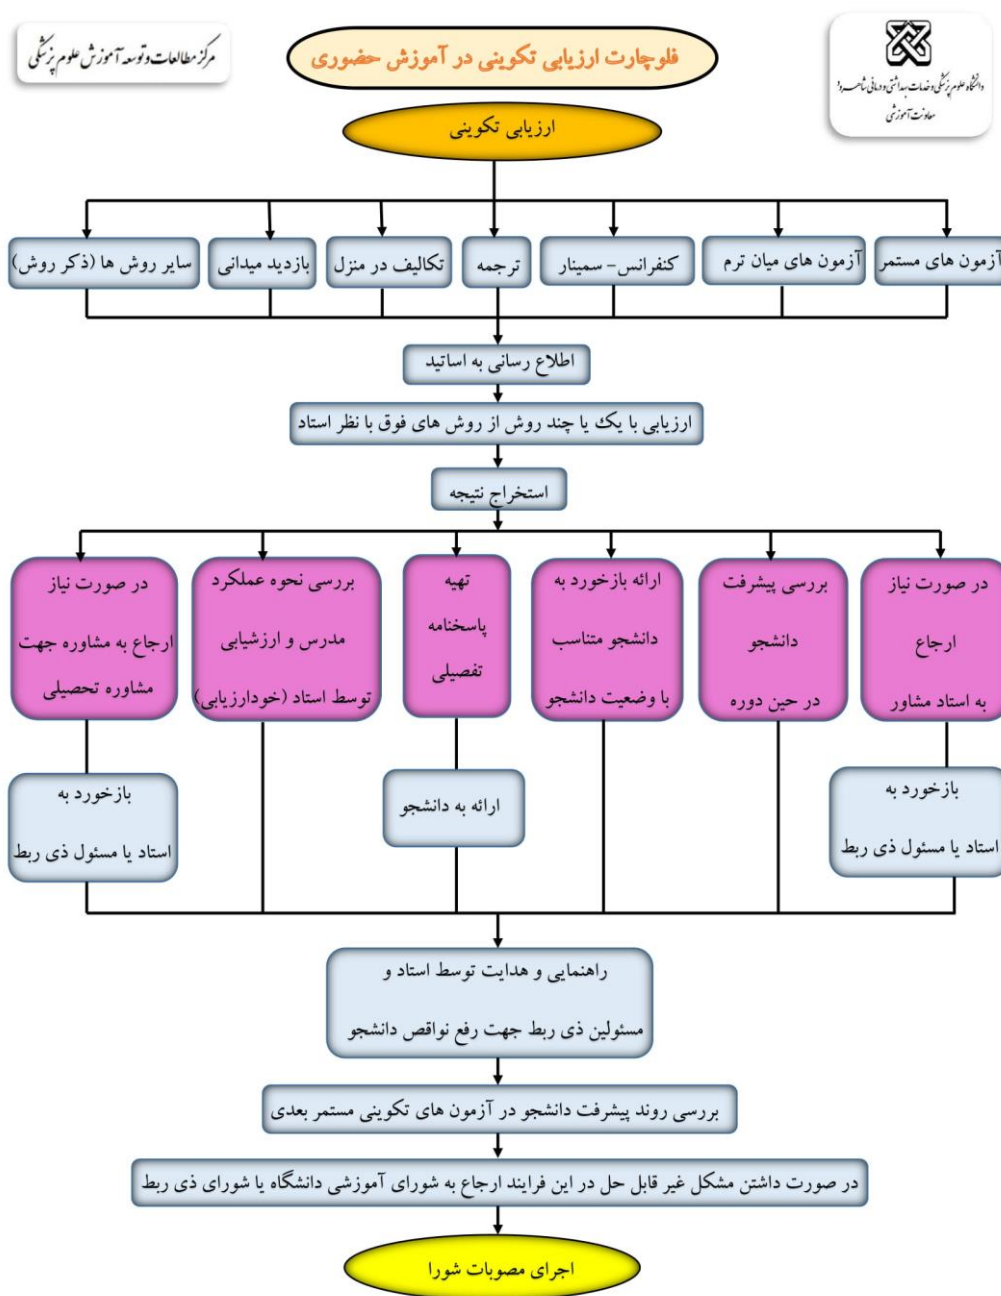 دانشگاه علوم پزشکی و خدمات بهداشتی و درمانی شاهرود
معاونت آموزشی
فلوچارت ارزیابی تکوینی در آموزش حضوری
مرکز مطالعات و توسعه آموزش علوم پزشکی
ارزیابی تکوینی
آزمون های مستمر
آزمون های میان ترم
کنفرانس – سمینار
ترجمه
تکالیف در منزل
بازدید میدانی
سایر روش ها (ذکر روش)
اطلاع رسانی به اساتید
ارزیابی با یک یا چند روش از روش های فوق با نظر استاد
استخراج نتیجه
در صورت نیاز
ارجاع
به استاد مشاور
بررسی پیشرفت
دانشجو
در حین دوره
ارائه بازخورد به
دانشجو متناسب
با وضعیت دانشجو
تهیه
پاسخنامه
تفصیلی
بررسی نحوه عملکرد
مدرس و ارزشیابی
توسط استاد (خودارزیابی)
در صورت نیاز
ارجاع به مشاوره جهت
مشاوره تحصیلی
بازخورد به
استاد یا مسئول ذی ربط
ارائه به دانشجو
بازخورد به
استاد یا مسئول ذی ربط
راهنمایی و هدایت توسط استاد و
مسئولین ذی ربط جهت رفع نواقص دانشجو
بررسی روند پیشرفت دانشجو در آزمون های تکوینی مستمر بعدی
در صورت داشتن مشکل غیر قابل حل در این فرایند ارجاع به شورای آموزشی دانشگاه یا شورای ذی ربط
اجرای مصوبات شورا